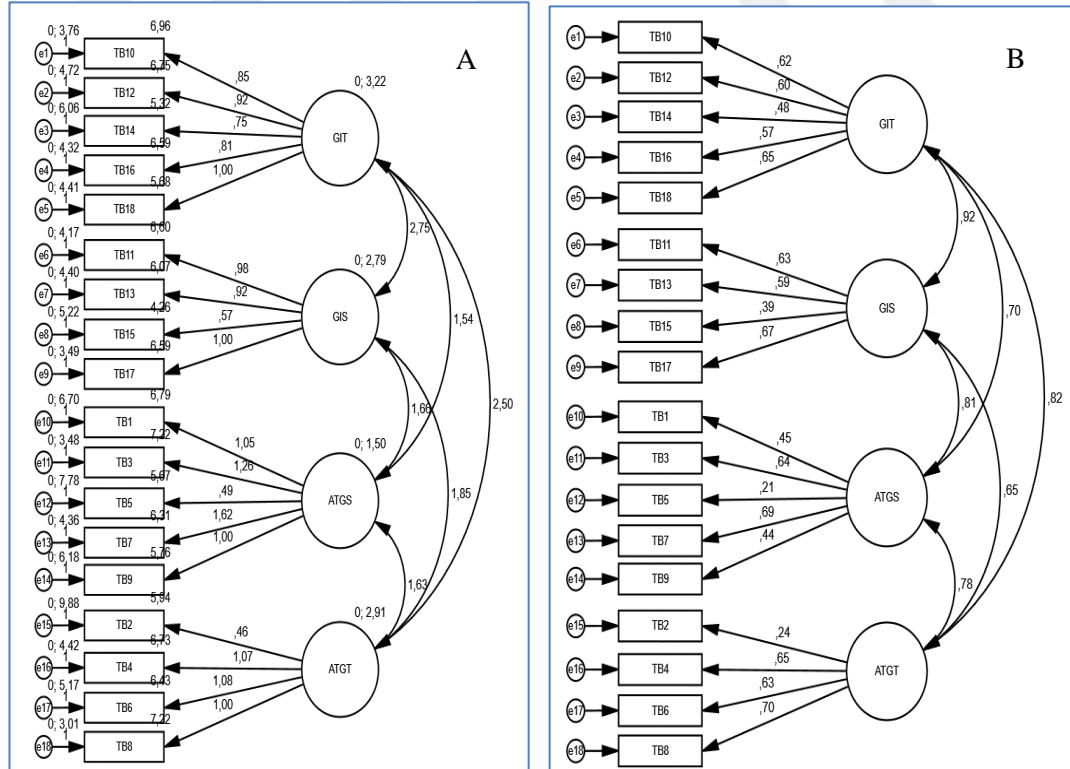 A
0; 3,76 6,96
e1 1 TB10
0; 4,72 6,75
e2 1 TB12
0; 6,06 5,32
e3 1 TB14
0; 4,32 6,59
e4 1 TB16
0; 4,41 5,68
e5 1 TB18
,85
,92
,75
,81
1,00
0; 3,22
GIT
0; 4,17 6,60
e6 1 TB11
0; 4,40 6,07
e7 1 TB13
0; 5,22 4,26
e8 1 TB15
0; 3,49 6,59
e9 1 TB17
,98
,92
,57
1,00
0; 2,79
GIS
0; 6,70 6,79
e10 1 TB1
0; 3,48 7,22
e11 1 TB3
0; 7,78 5,67
e12 1 TB5
0; 4,36 6,31
e13 1 TB7
0; 6,18 5,76
e14 1 TB9
1,05
1,26
,49
1,62
1,00
0; 1,50
ATGS
0; 9,88 5,94
e15 1 TB2
0; 4,42 6,73
e16 1 TB4
0; 5,17 6,43
e17 1 TB6
0; 3,01 7,22
e18 1 TB8
,46
1,07
1,08
1,00
0; 2,91
ATGT
2,75
1,54
2,50
1,66
1,85
1,63
B
e1 TB10
e2 TB12
e3 TB14
e4 TB16
e5 TB18
,62
,60
,48
,57
,65
GIT
e6 TB11
e7 TB13
e8 TB15
e9 TB17
,63
,59
,39
,67
GIS
e10 TB1
e11 TB3
e12 TB5
e13 TB7
e14 TB9
,45
,64
,21
,69
,44
ATGS
e15 TB2
e16 TB4
e17 TB6
e18 TB8
,24
,65
,63
,70
ATGT
,92
,70
,82
,81
,65
,78